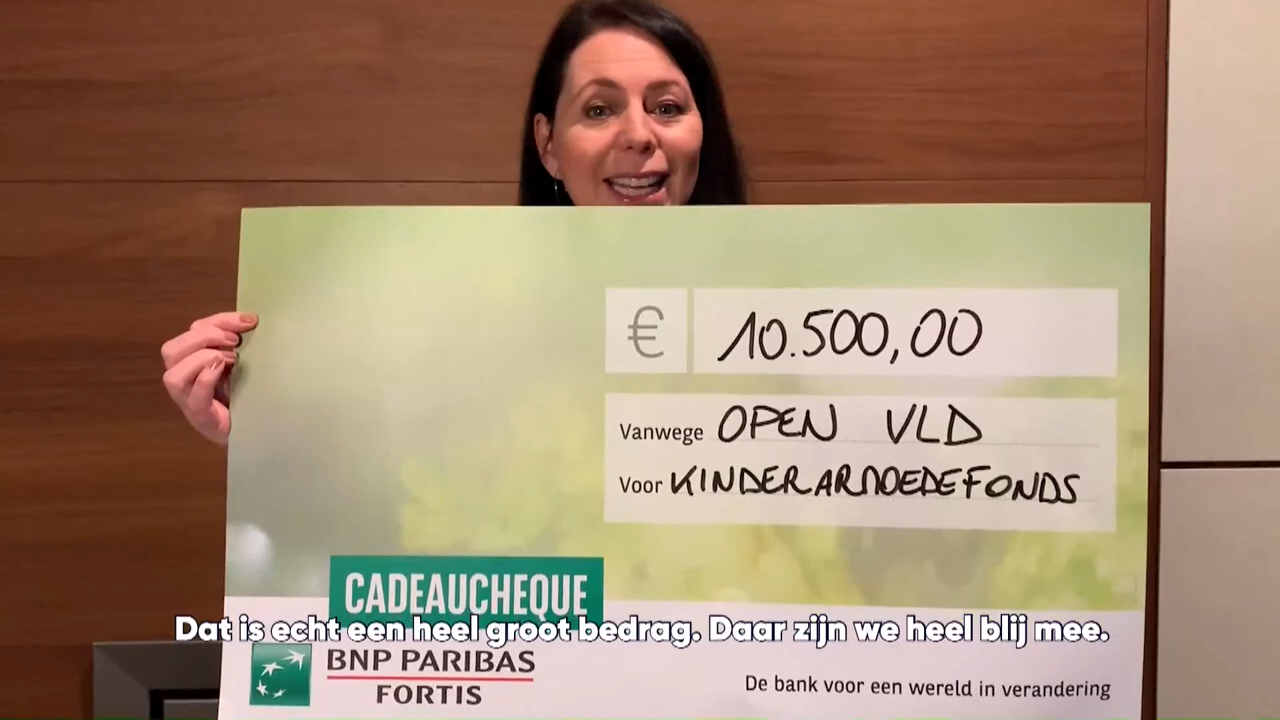 € 10.500,00
Vanwege OPEN VLD
Voor KINDERARMOEDEFONDS
CADEAUCHEQUE
Dat is echt een heel groot bedrag. Daar zijn we heel blij mee.
BNP PARIBAS
FORTIS
De bank voor een wereld in verandering